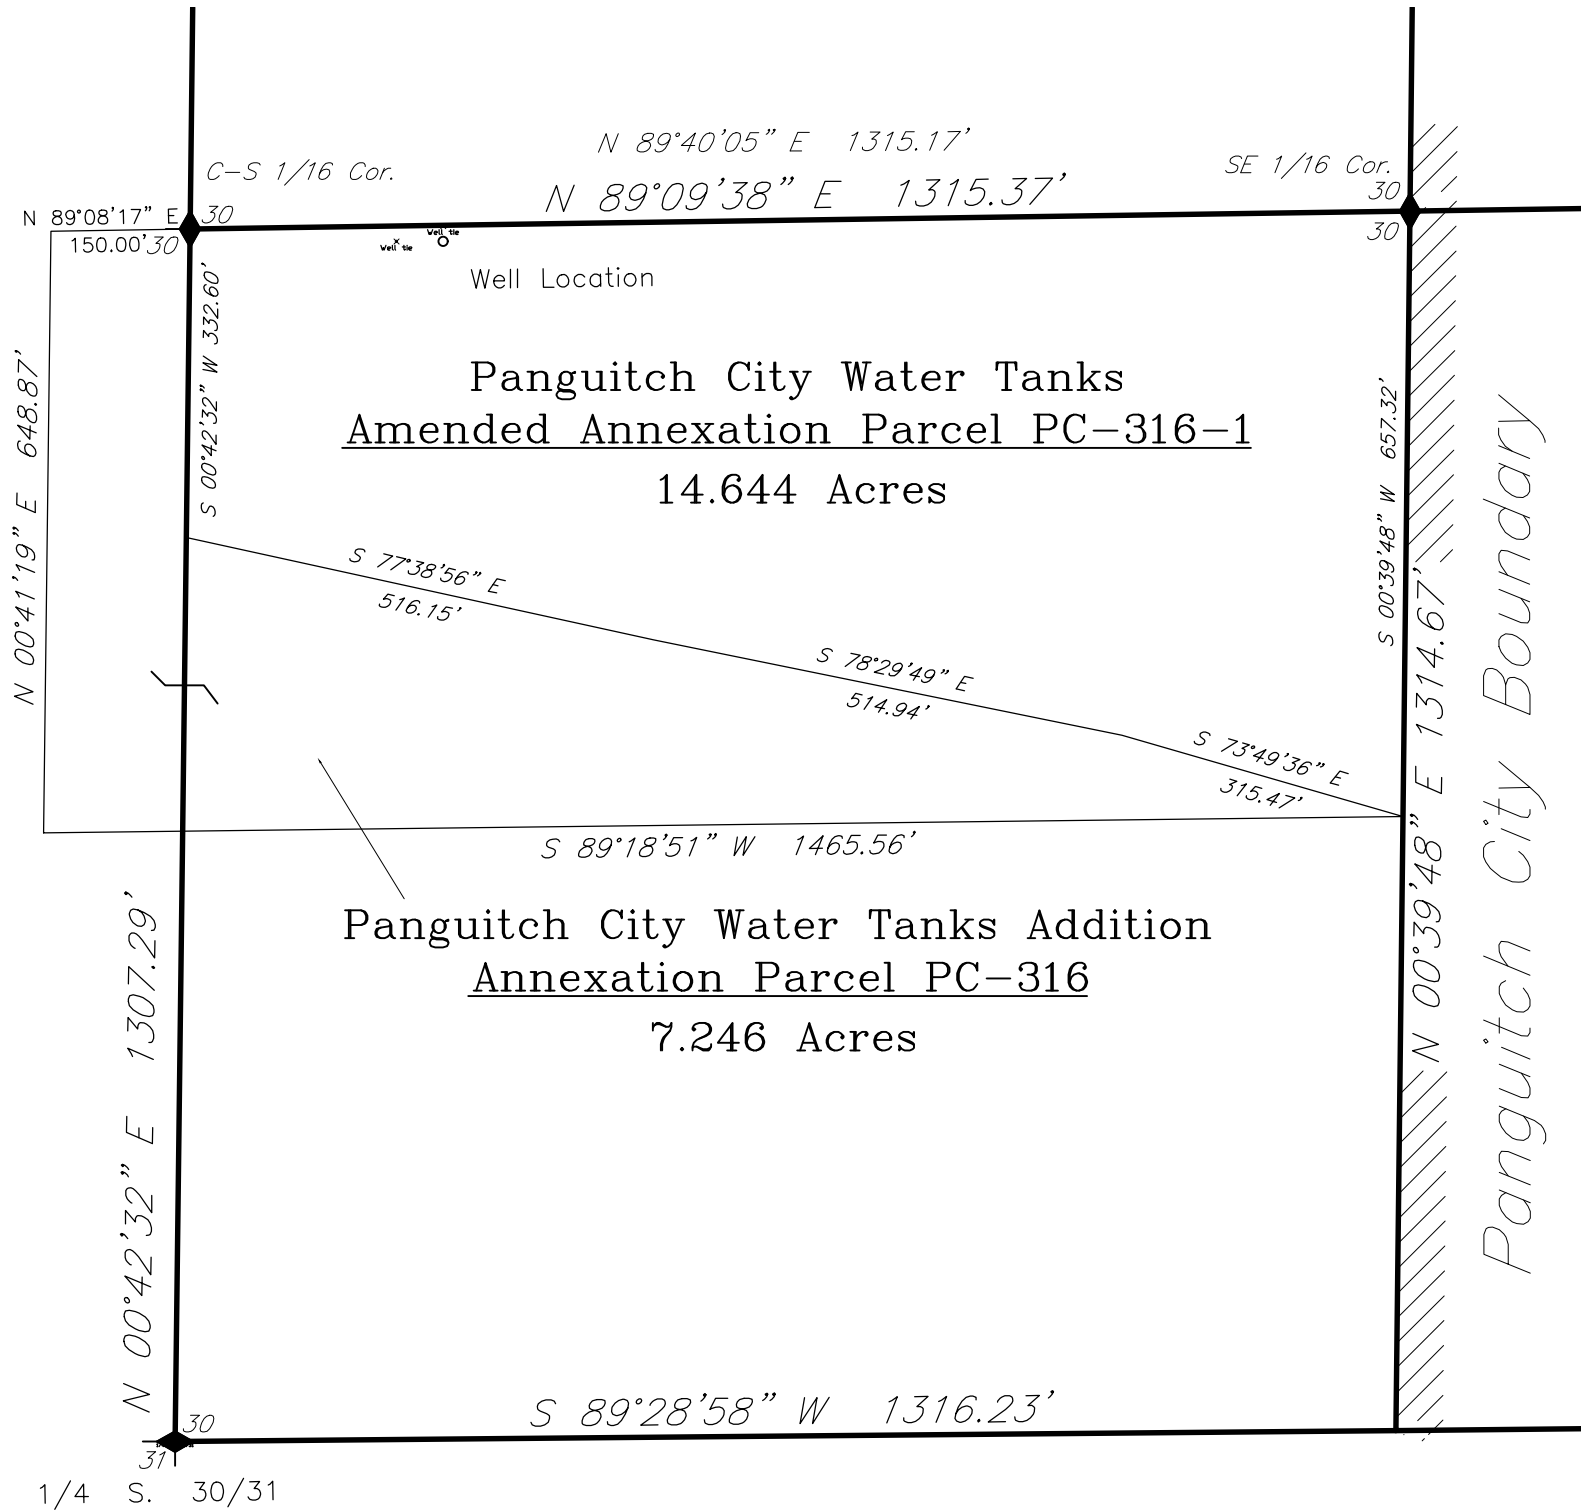 N 89°40'05" E 1315.17'
C-S 1/16 Cor.
SE 1/16 Cor.
N 89°09'38" E 1315.37'
N 89°08'17" E
30
30
150.00'
30
30
Well tie
Well tie
Well Location
S 00°42'32" W 332.60'
N 00°41'19" E 648.87'
Panguitch City Water Tanks
Amended Annexation Parcel PC-316-1
14.644 Acres
S 00°39'48" W 657.32'
N 00°39'48" E 1314.67'
Panguitch City Boundary
S 77°38'56" E
516.15'
S 78°29'49" E
514.94'
S 73°49'36" E
315.47'
S 89°18'51" W 1465.56'
Panguitch City Water Tanks Addition
Annexation Parcel PC-316
7.246 Acres
N 00°42'32" E 1307.29'
S 89°28'58" W 1316.23'
30
31
1/4 S. 30/31